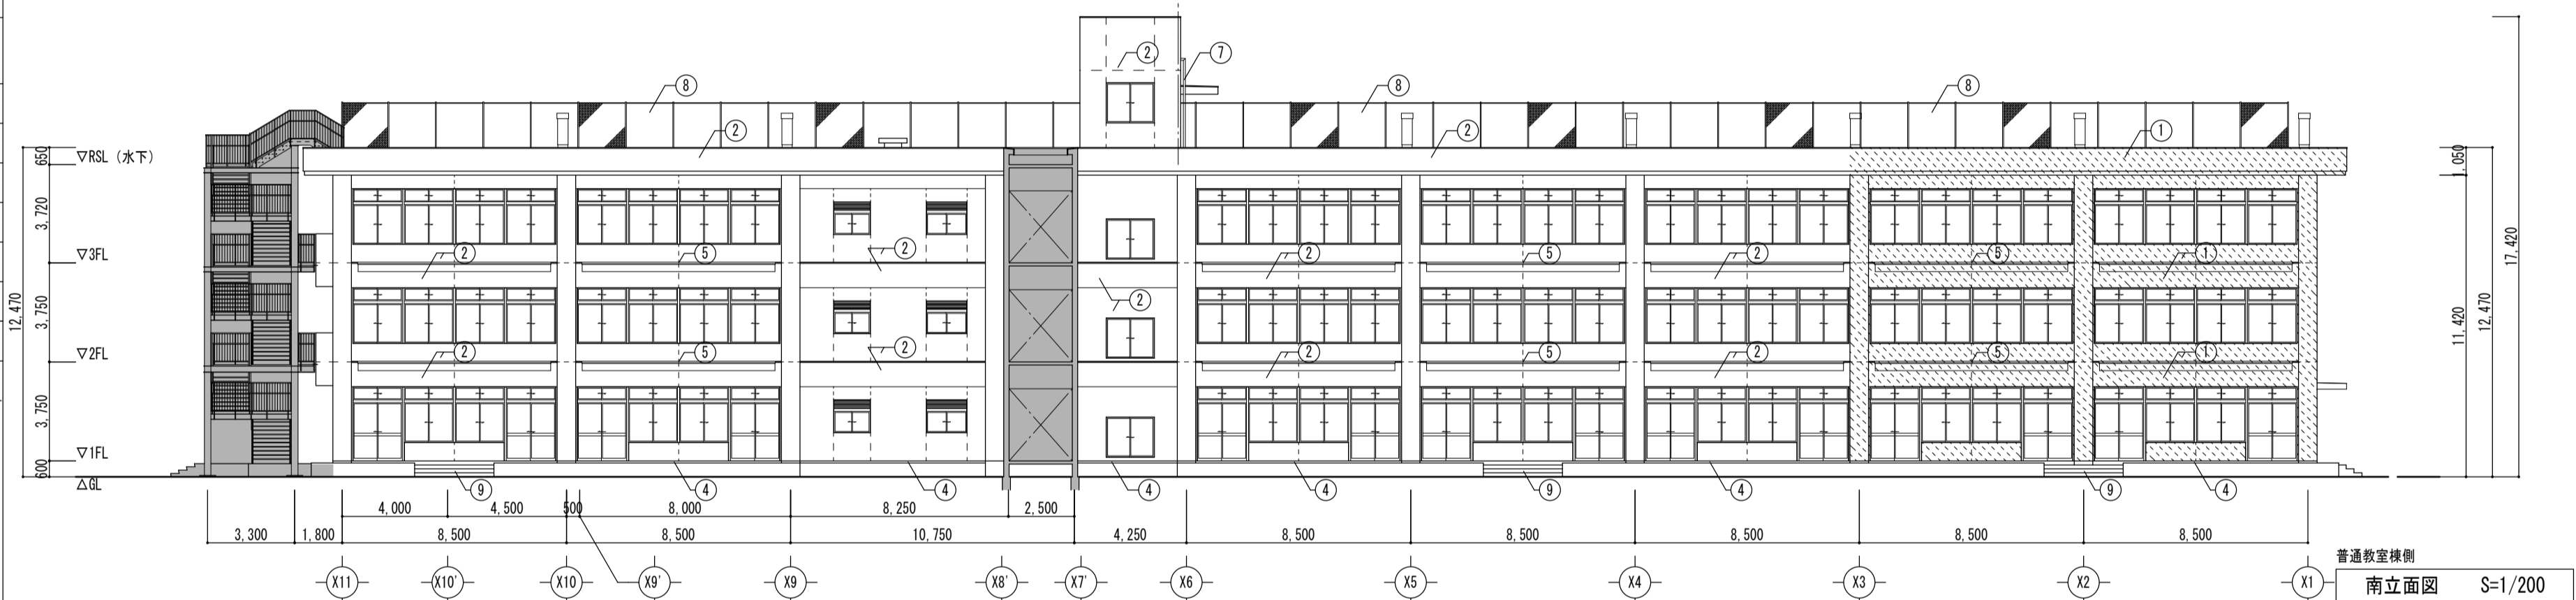 ② ⑦
⑧ ⑧ ⑧
② ② ①
▽RSL（水下）
650
1,050
3,720
17,420
▽3FL
② ⑤ ② ② ⑤ ② ⑤ ①
②
12,470
3,750
11,420
12,470
▽2FL
② ⑤ ② ② ⑤ ② ⑤ ①
3,750
▽1FL
600
△GL
⑨ ④ ④ ④ ④ ⑨ ④ ⑨ ④
4,000 4,500 500 8,000 8,250 2,500
3,300 1,800 8,500 8,500 10,750 4,250 8,500 8,500 8,500 8,500 8,500
X11 X10' X10 X9' X9 X8' X7' X6 X5 X4 X3 X2 X1
普通教室棟側
南立面図 S=1/200